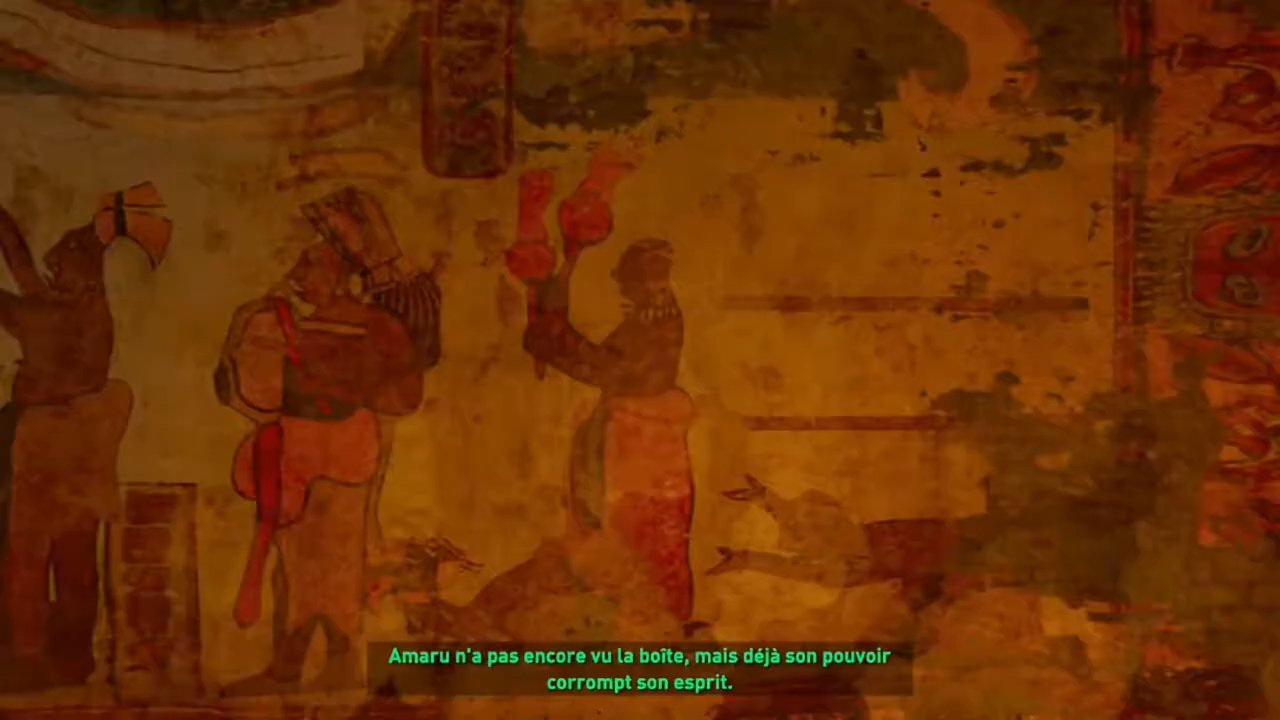 Amaru n'a pas encore vu la boîte, mais déjà son pouvoir
corrompt son esprit.